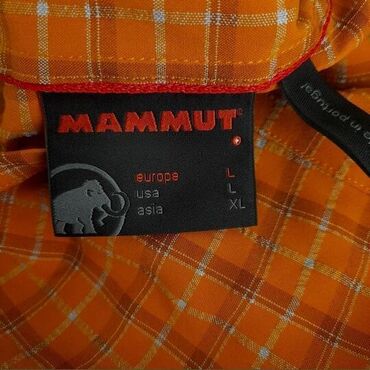 MAMMUT
europe L
usa L
asia XL
in portugal